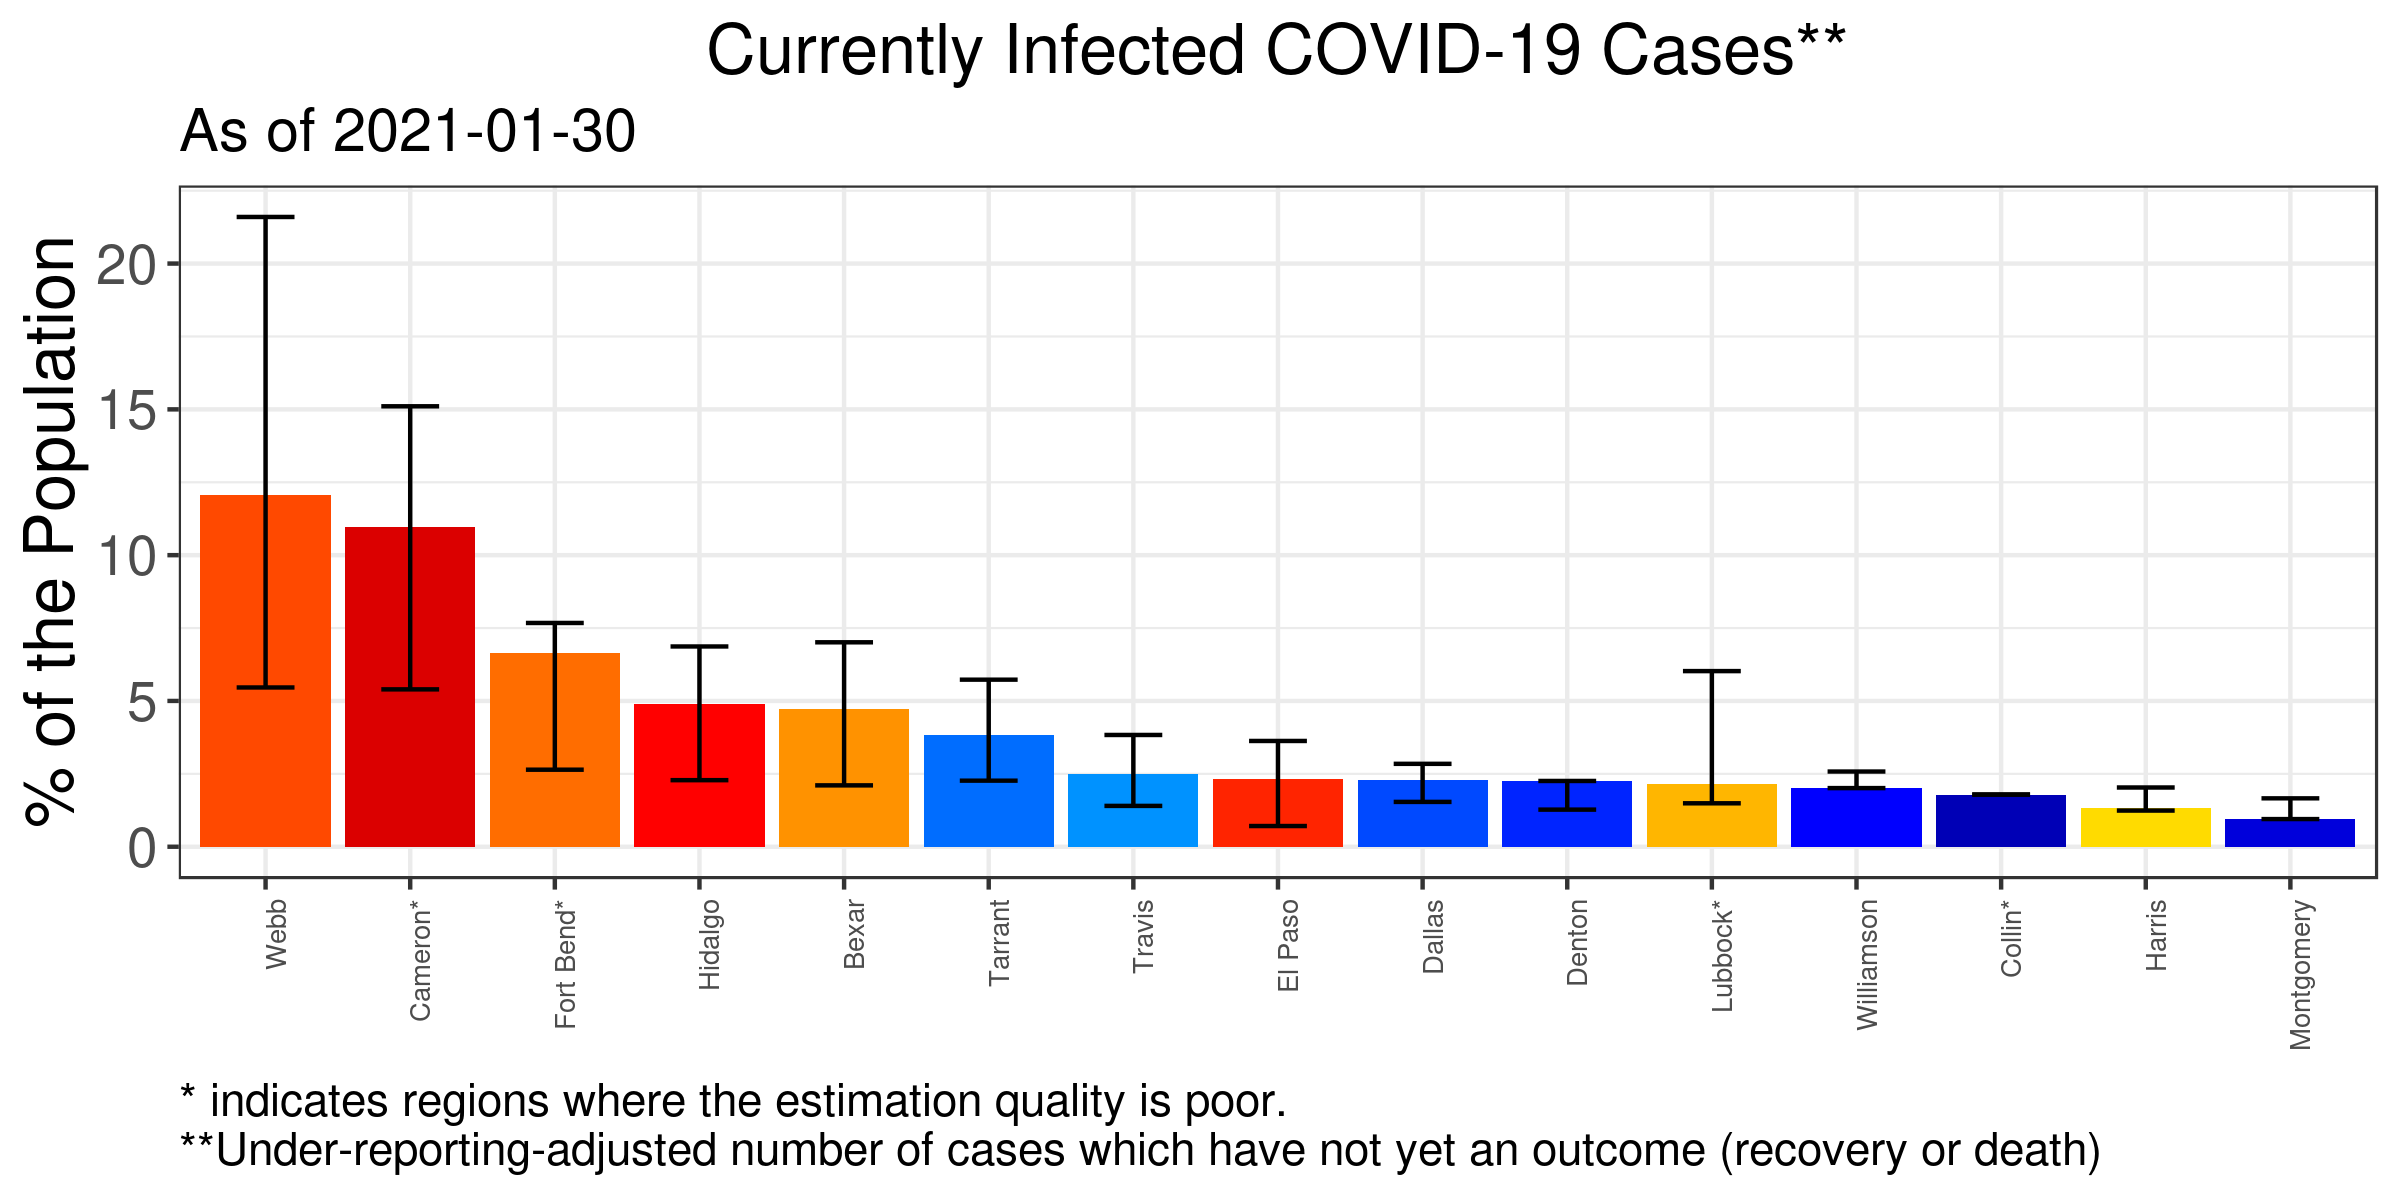 Currently Infected COVID-19 Cases**
As of 2021-01-30
% of the Population
20
15
10
5
0
Webb
Cameron*
Fort Bend*
Hidalgo
Bexar
Tarrant
Travis
El Paso
Dallas
Denton
Lubbock*
Williamson
Collin*
Harris
Montgomery
* indicates regions where the estimation quality is poor.
**Under-reporting-adjusted number of cases which have not yet an outcome (recovery or death)